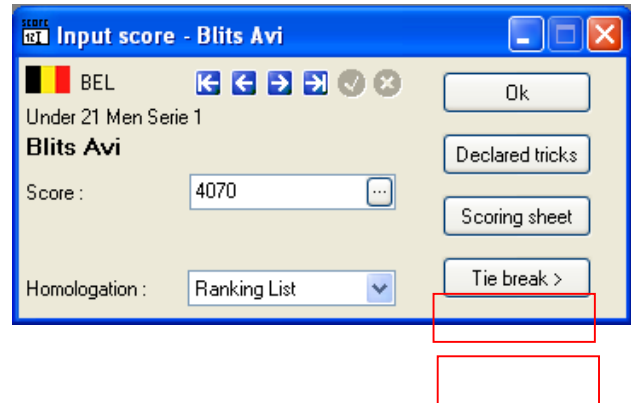 Input score - Blits Avi
BEL
Under 21 Men Serie 1
Blits Avi
Score : 4070 ...
Homologation : Ranking List
Ok
Declared tricks
Scoring sheet
Tie break >